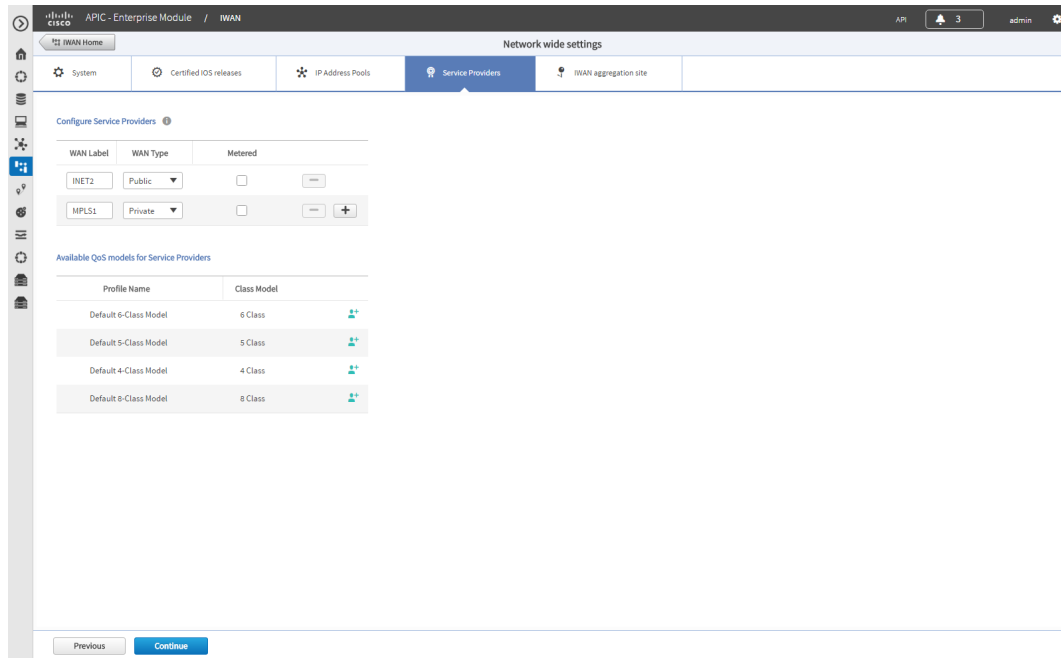 cisco APIC - Enterprise Module / IWAN API 3 admin
IWAN Home Network wide settings
System Certified IOS releases IP Address Pools Service Providers IWAN aggregation site
Configure Service Providers
WAN Label WAN Type Metered
INET2 Public
MPLS1 Private
Available QoS models for Service Providers
Profile Name Class Model
Default 6-Class Model 6 Class
Default 5-Class Model 5 Class
Default 4-Class Model 4 Class
Default 8-Class Model 8 Class
Previous Continue